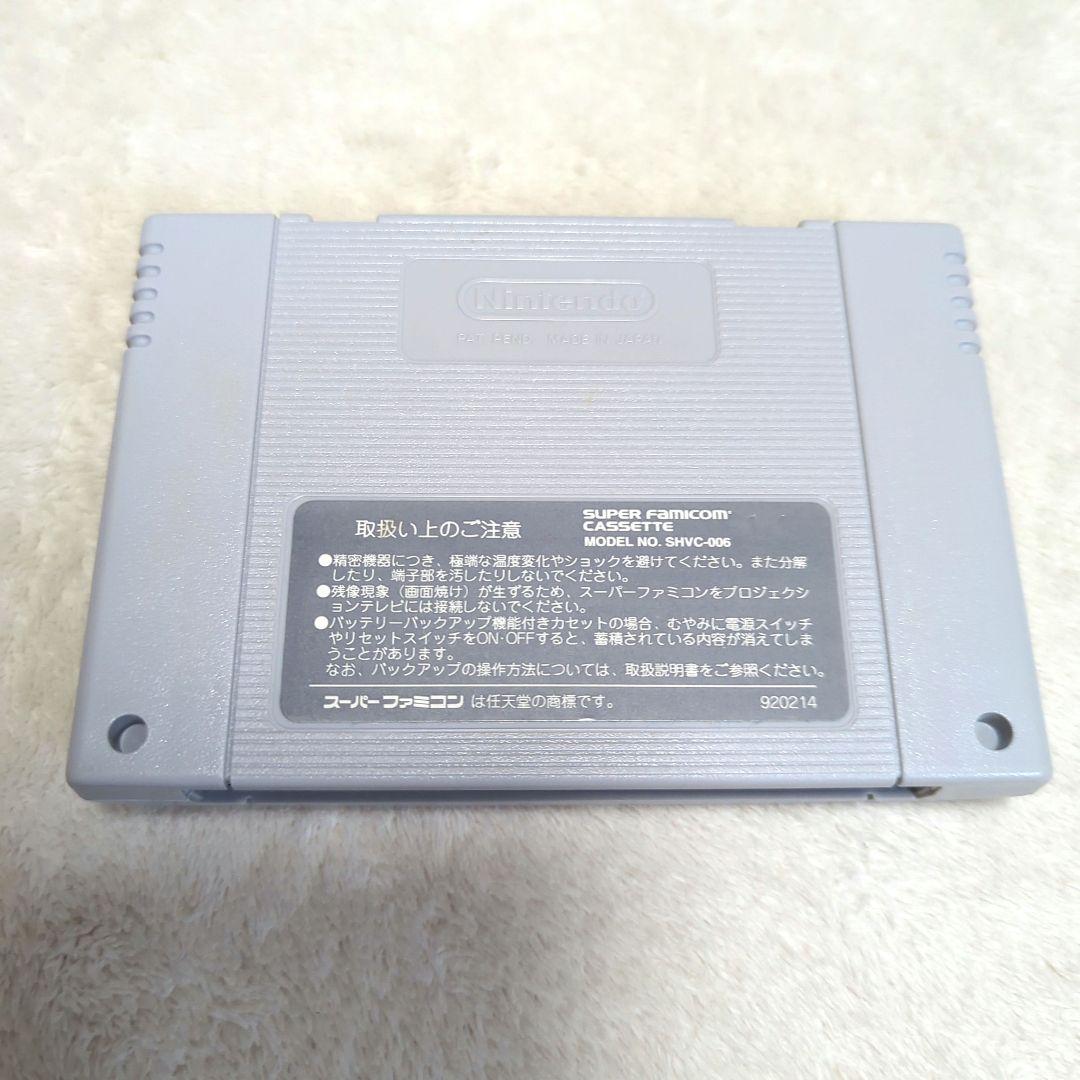 Nintendo
PAT. PEND. MADE IN JAPAN
取扱い上のご注意
SUPER FAMICOM
CASSETTE
MODEL NO. SHVC-006
●精密機器につき、極端な温度変化やショックを避けてください。また分解
したり、端子部を汚したりしないでください。
●残像現象（画面焼け）が生ずるため、スーパーファミコンをプロジェクシ
ョンテレビには接続しないでください。
●バッテリーバックアップ機能付きカセットの場合、むやみに電源スイッチ
やリセットスイッチをON・OFFすると、蓄積されている内容が消えてしま
うことがあります。
なお、バックアップの操作方法については、取扱説明書をご参照ください。
スーパーファミコン は任天堂の商標です。
920214